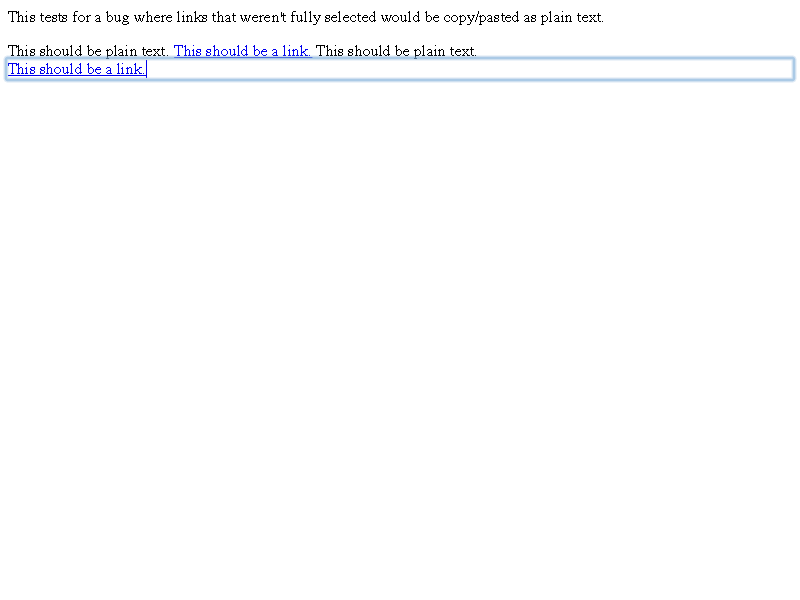 This tests for a bug where links that weren't fully selected would be copy/pasted as plain text.
This should be plain text. This should be a link. This should be plain text.
This should be a link.